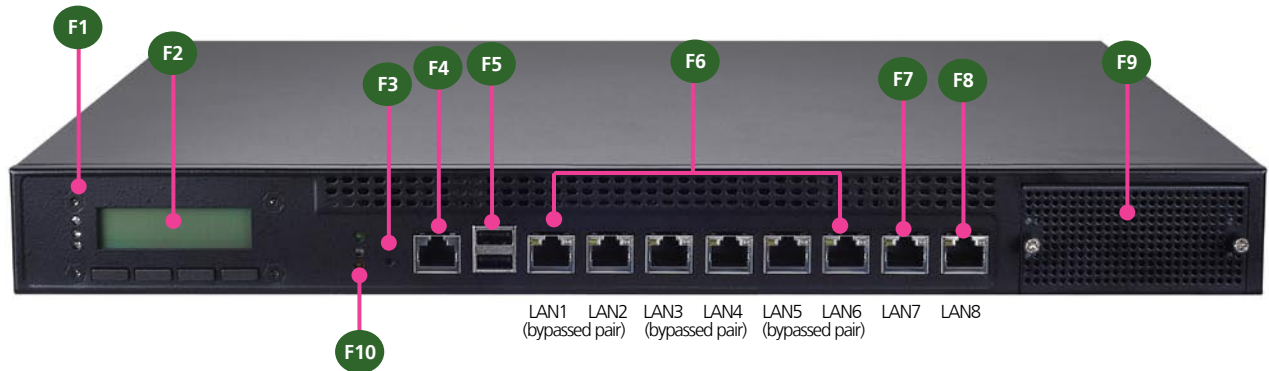 F1
F2
F3
F4
F5
F6
F7
F8
F9
F10
LAN1 LAN2 LAN3 LAN4 LAN5 LAN6 LAN7 LAN8
(bypassed pair) (bypassed pair) (bypassed pair)